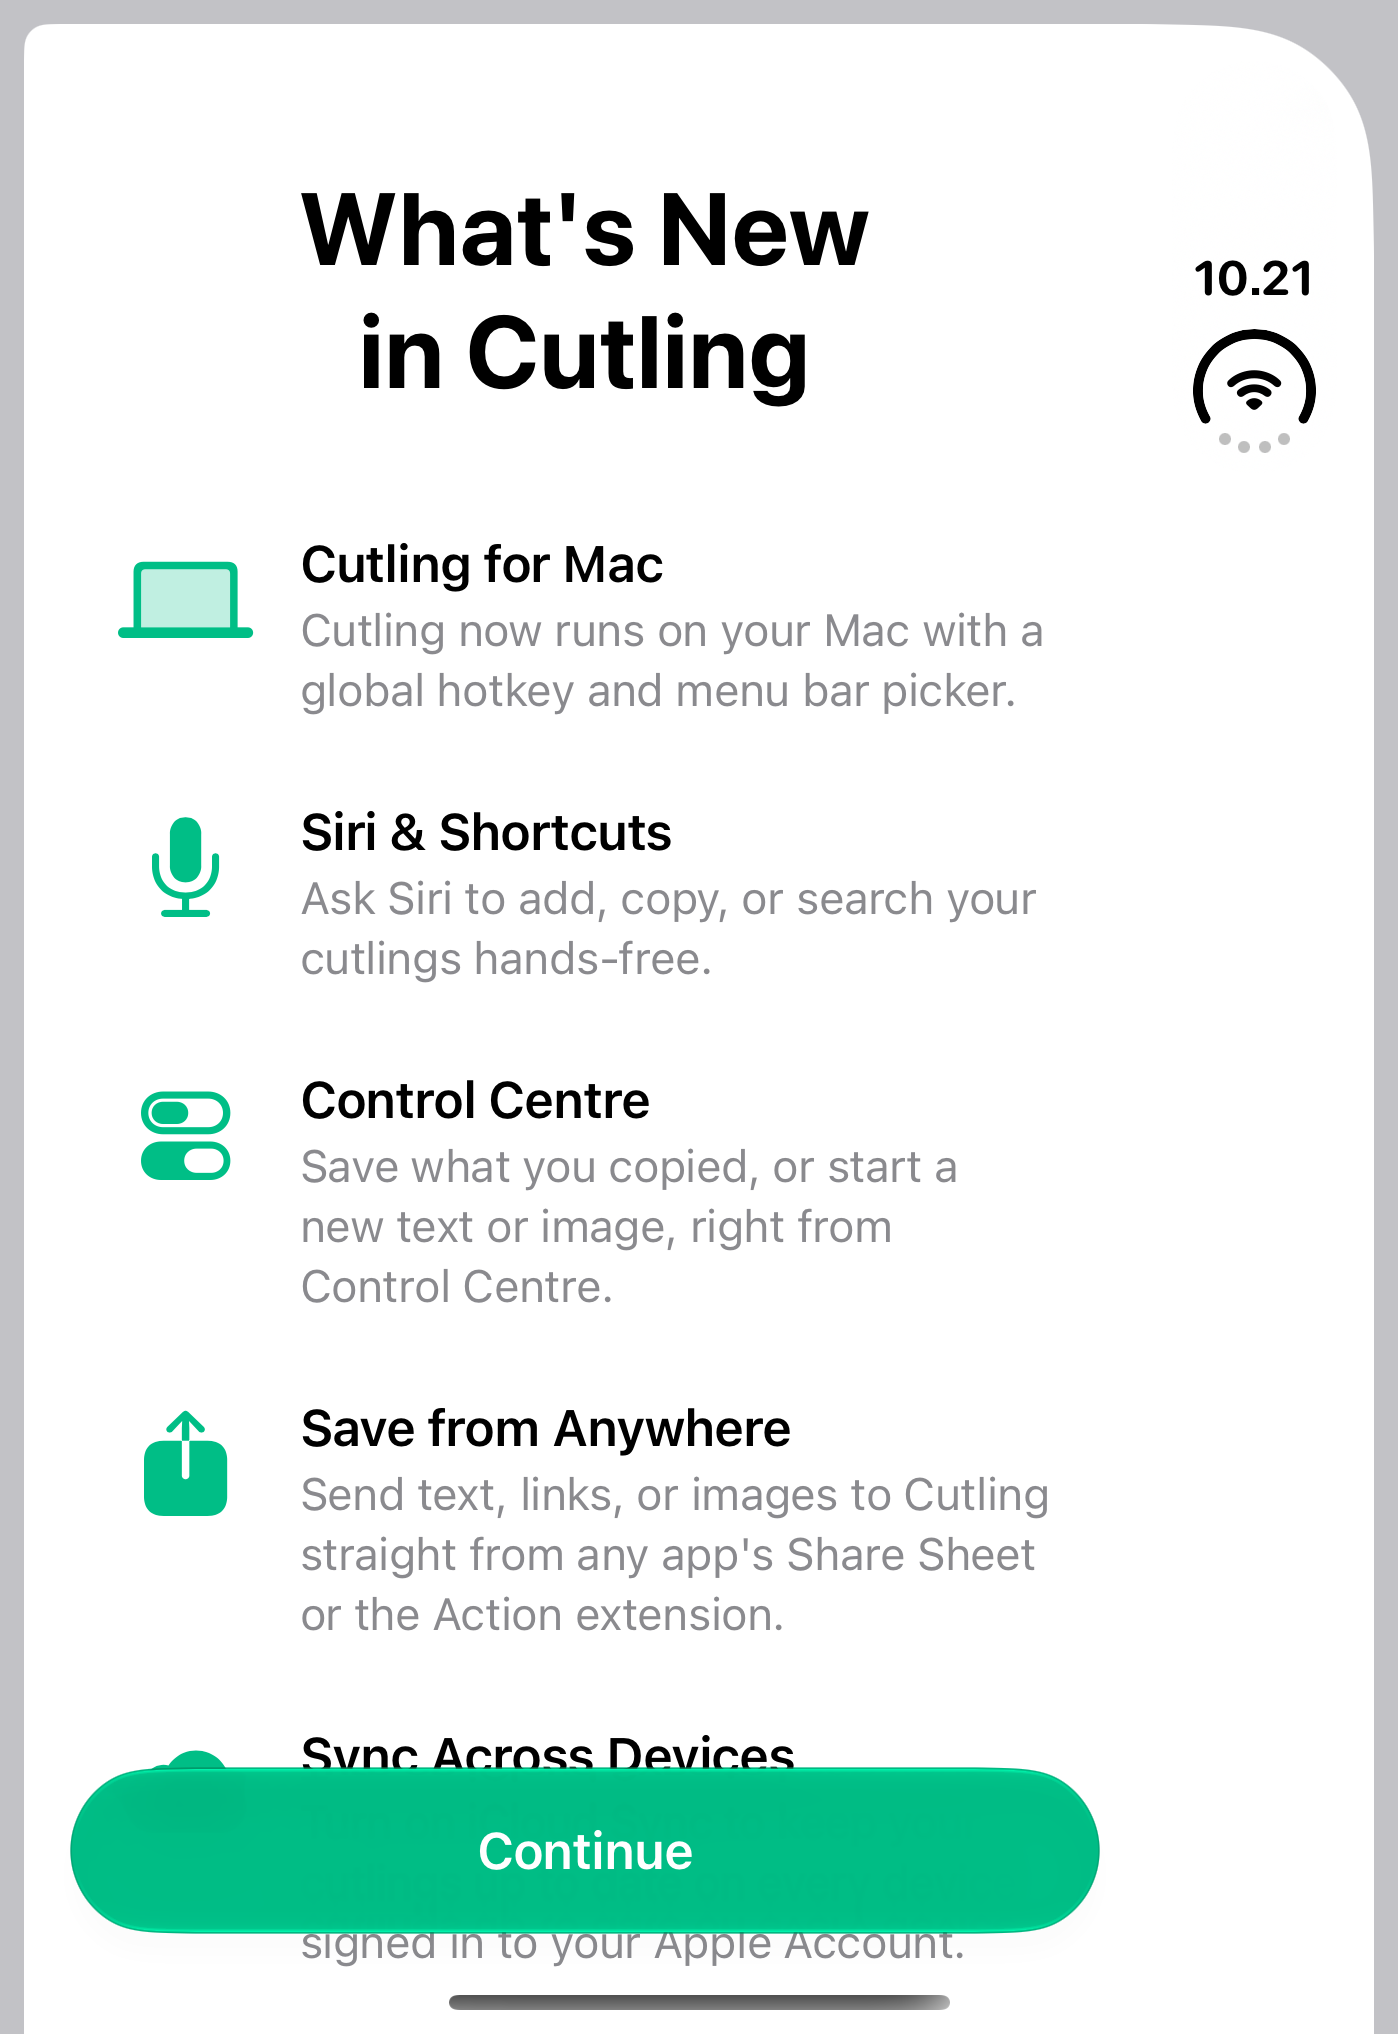 What's New
in Cutling
10.21
Cutling for Mac
Cutling now runs on your Mac with a
global hotkey and menu bar picker.
Siri & Shortcuts
Ask Siri to add, copy, or search your
cutlings hands-free.
Control Centre
Save what you copied, or start a
new text or image, right from
Control Centre.
Save from Anywhere
Send text, links, or images to Cutling
straight from any app's Share Sheet
or the Action extension.
Sync Across Devices
Continue
signed in to your Apple Account.